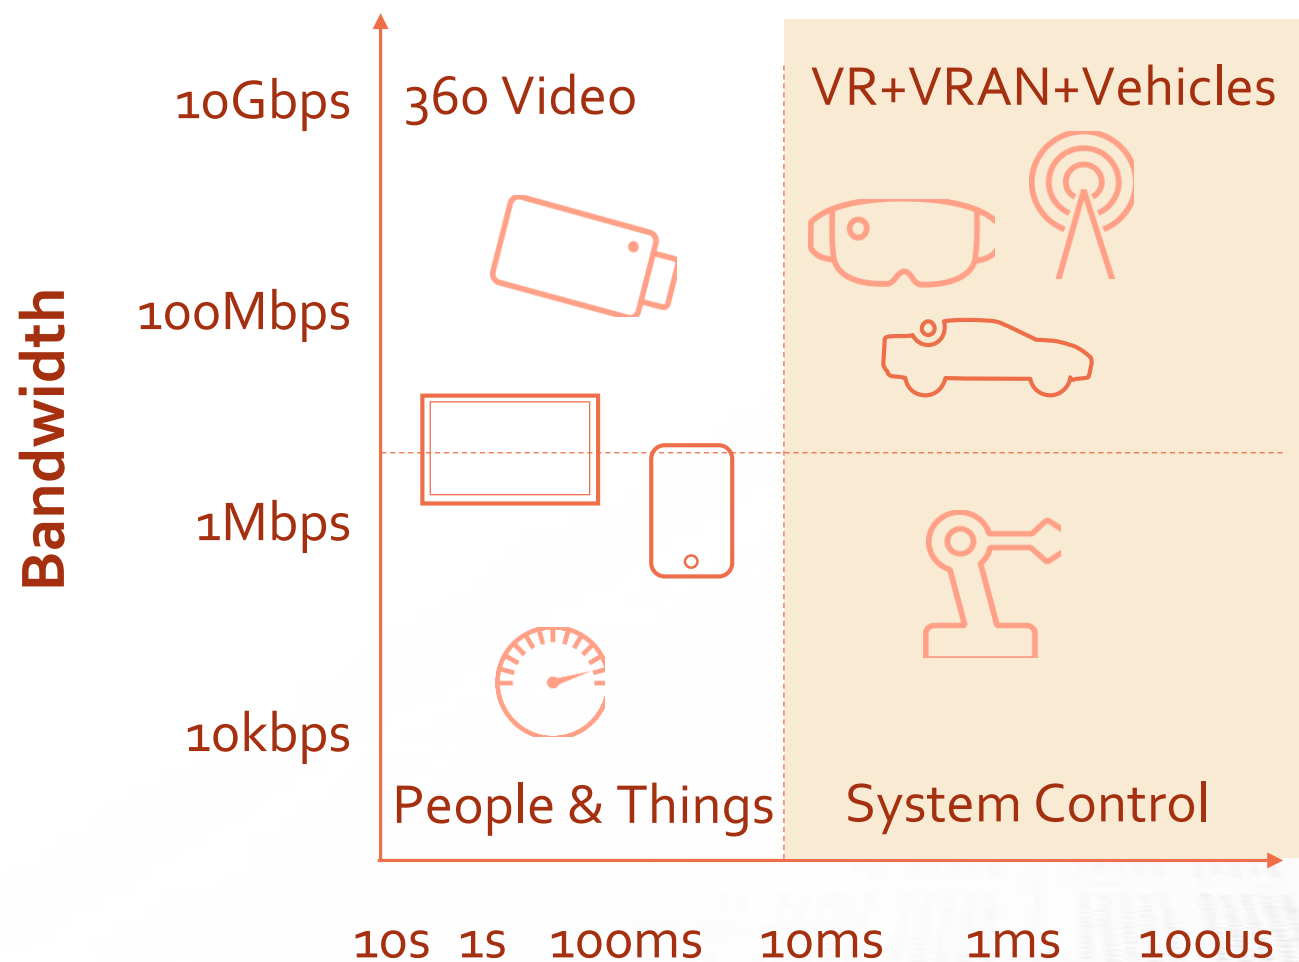 360 Video
VR+VRAN+Vehicles
10Gbps
100Mbps
Bandwidth
1Mbps
10kbps
People & Things
System Control
10s 1s 100ms 10ms 1ms 100us